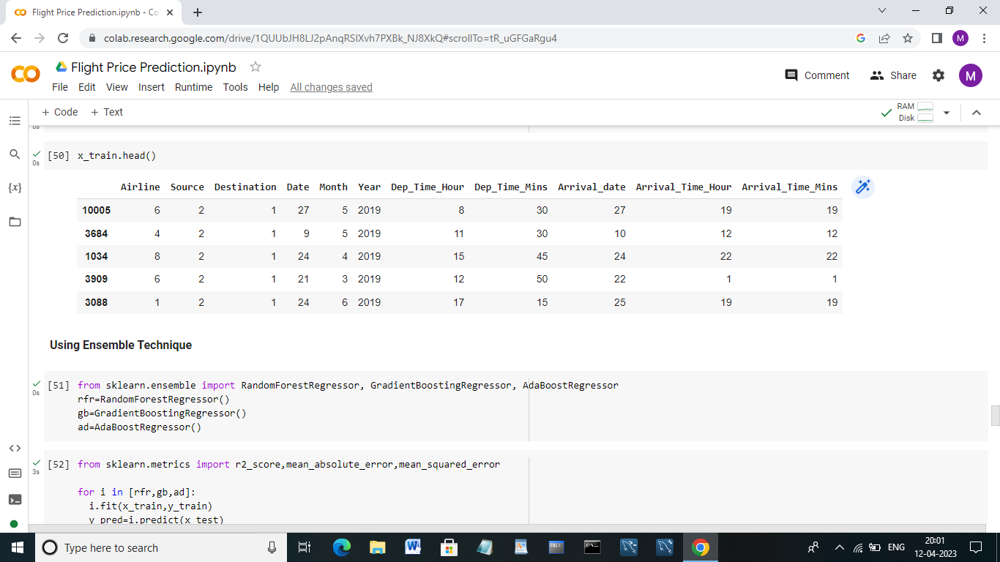 Flight Price Prediction.ipynb - Co
colab.research.google.com/drive/1QUUbJH8LJ2pAnqRSIXvh7PXBk_NJ8XkQ#scrollTo=tR_uGFGaRgu4
M
Flight Price Prediction.ipynb
Comment
Share
M
File Edit View Insert Runtime Tools Help All changes saved
+ Code + Text
RAM
Disk
0s
[50] x_train.head()
0s
Airline Source Destination Date Month Year Dep_Time_Hour Dep_Time_Mins Arrival_date Arrival_Time_Hour Arrival_Time_Mins
10005 6 2 1 27 5 2019 8 30 27 19 19
3684 4 2 1 9 5 2019 11 30 10 12 12
1034 8 2 1 24 4 2019 15 45 24 22 22
3909 6 2 1 21 3 2019 12 50 22 1 1
3088 1 2 1 24 6 2019 17 15 25 19 19
Using Ensemble Technique
[51] from sklearn.ensemble import RandomForestRegressor, GradientBoostingRegressor, AdaBoostRegressor
0s
rfr=RandomForestRegressor()
gb=GradientBoostingRegressor()
ad=AdaBoostRegressor()
[52] from sklearn.metrics import r2_score,mean_absolute_error,mean_squared_error
3s
for i in [rfr,gb,ad]:
i.fit(x_train,y_train)
y_pred=i.predict(x_test)
Type here to search
ENG
20:01
12-04-2023